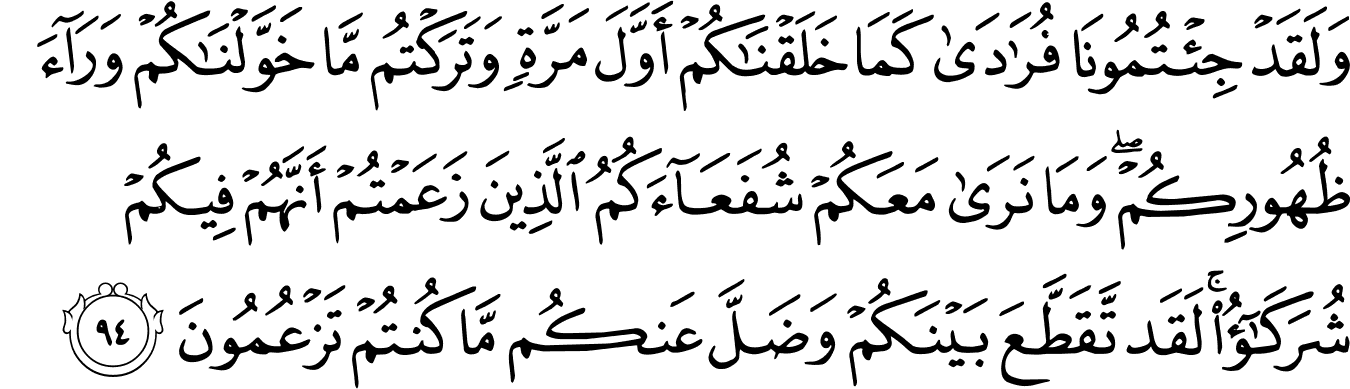 وَلَقَدۡ جِئۡتُمُونَا فُرَٰدَىٰ كَمَا خَلَقۡنَٰكُمۡ أَوَّلَ مَرَّةٖ وَتَرَكۡتُم مَّا خَوَّلۡنَٰكُمۡ وَرَآءَ
ظُهُورِكُمۡۖ وَمَا نَرَىٰ مَعَكُمۡ شُفَعَآءَكُمُ ٱلَّذِينَ زَعَمۡتُمۡ أَنَّهُمۡ فِيكُمۡ
شُرَكَٰٓؤُاْۚ لَقَد تَّقَطَّعَ بَيۡنَكُمۡ وَضَلَّ عَنكُم مَّا كُنتُمۡ تَزۡعُمُونَ ٩٤